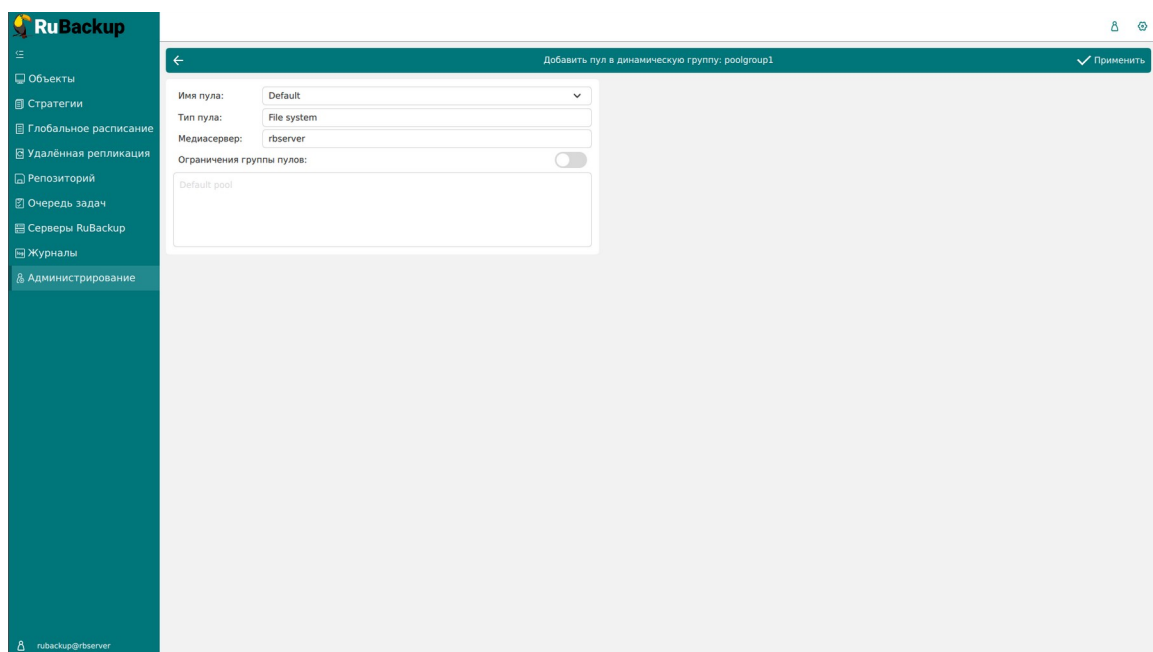 RuBackup
Добавить пул в динамическую группу: poolgroup1
Применить
Объекты
Стратегии
Глобальное расписание
Удалённая репликация
Репозиторий
Очередь задач
Серверы RuBackup
Журналы
Администрирование
Имя пула: Default
Тип пула: File system
Медиасервер: rbserver
Ограничения группы пулов:
Default pool
rubackup@rbserver